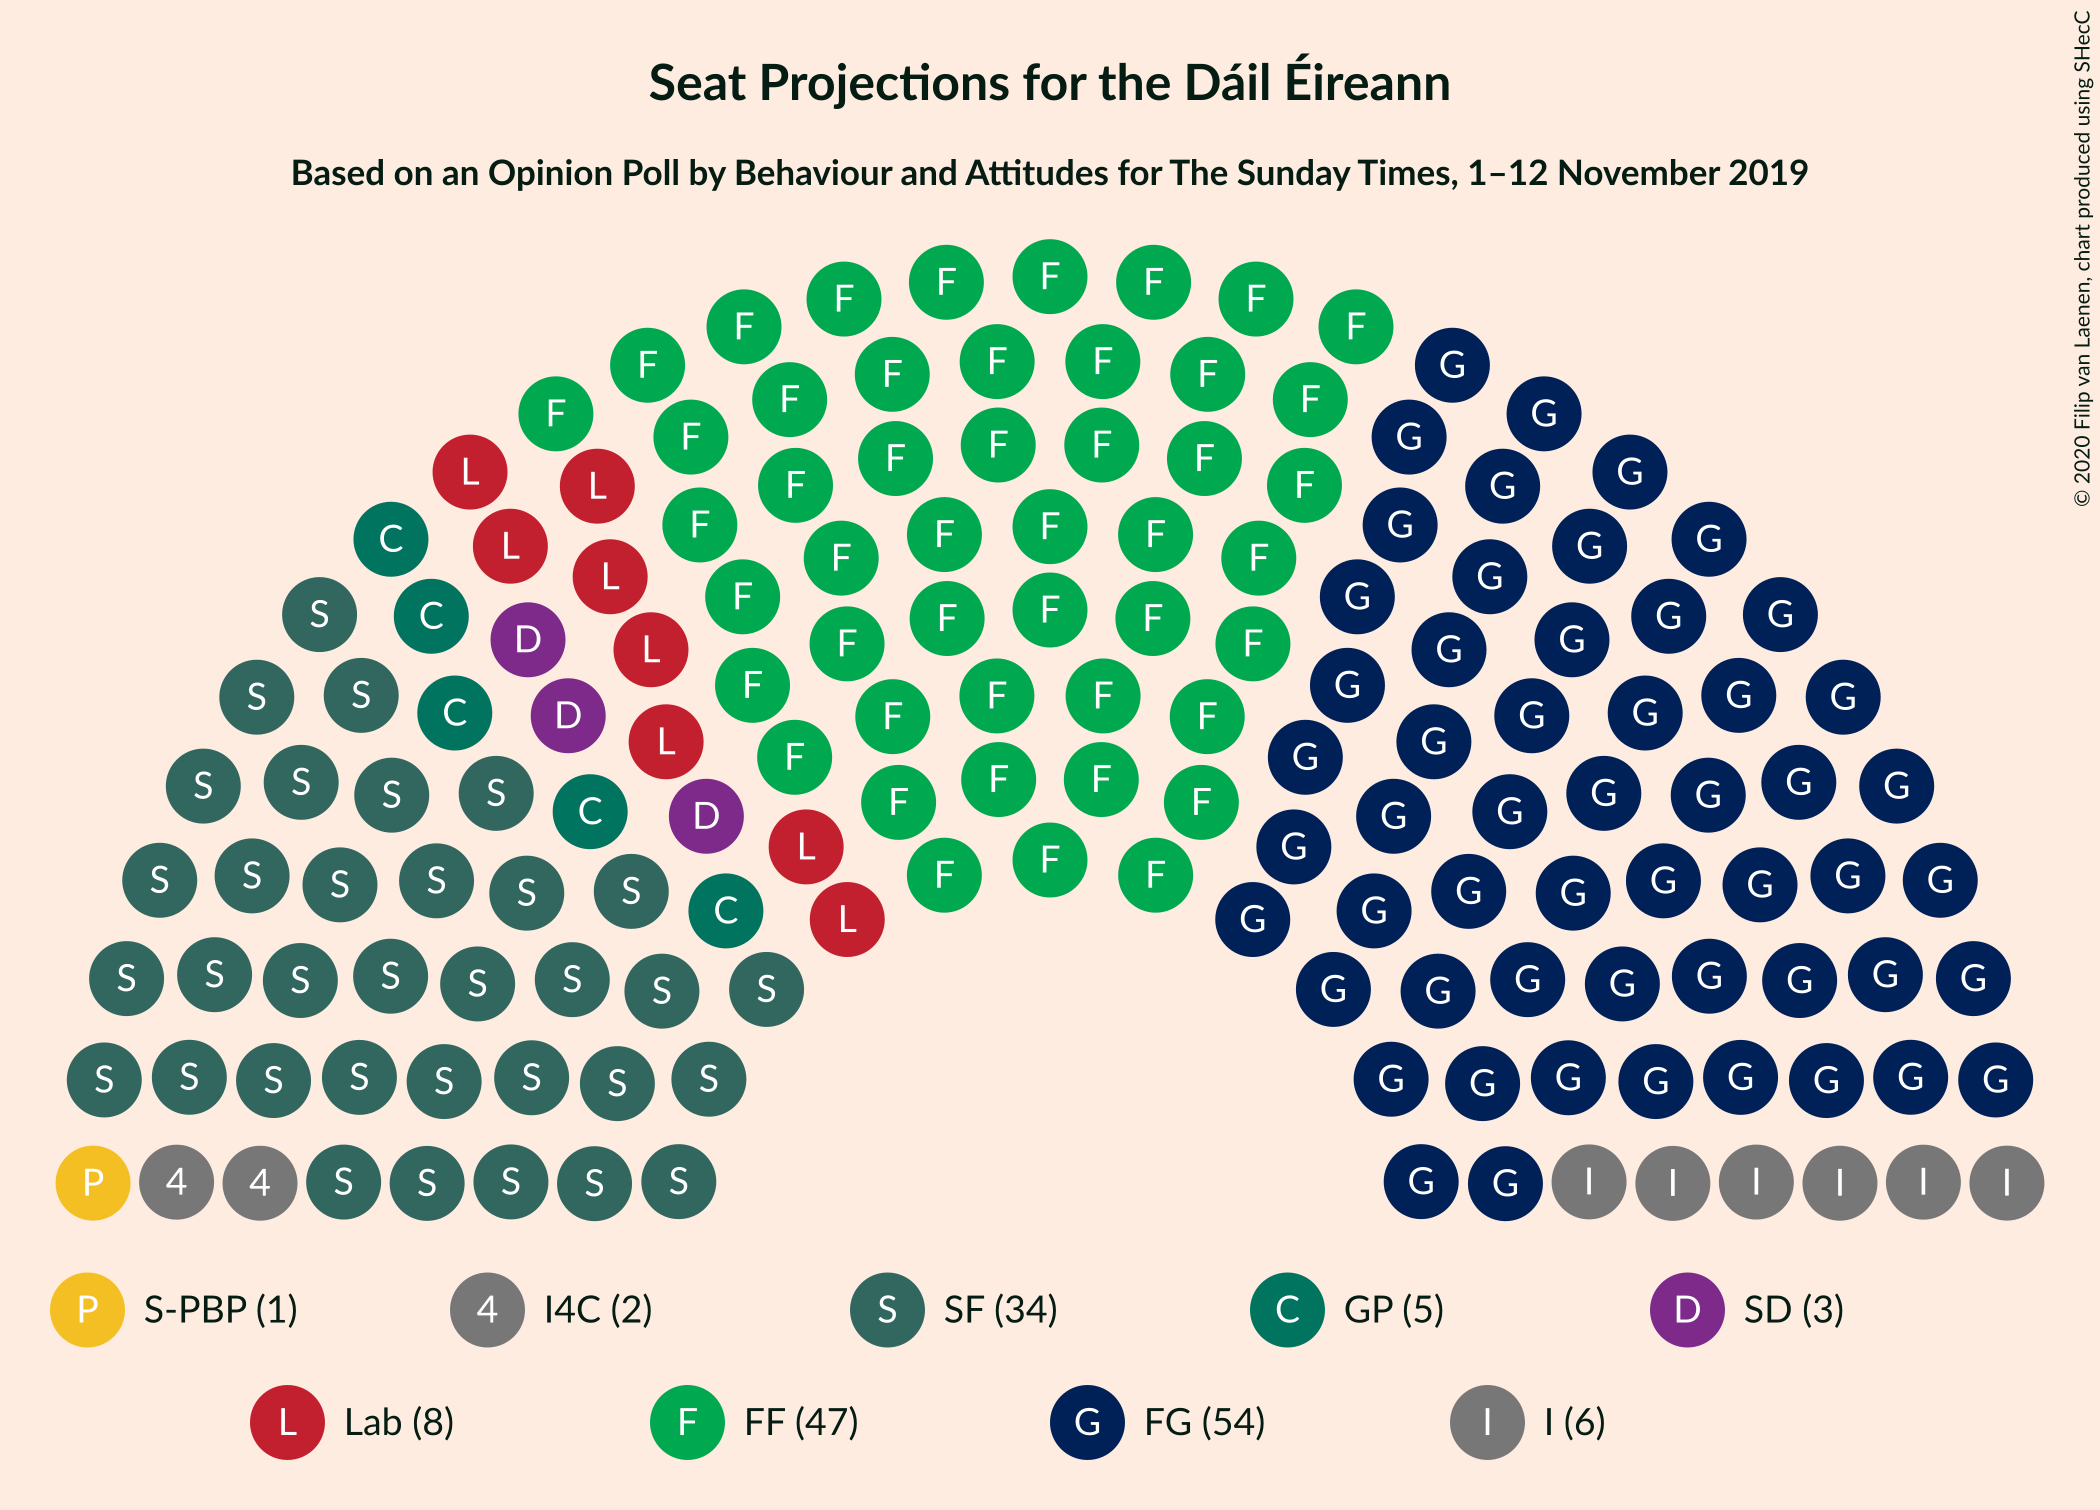 Seat Projections for the Dáil Éireann
Based on an Opinion Poll by Behaviour and Attitudes for The Sunday Times, 1–12 November 2019
© 2020 Filip van Laenen, chart produced using SHecC
F F F F F
F F F G
F F F F F G
F F F F G
L F F F F F F G G
L F F F G G
C L F F F F F G G G
L F F F G G
S C D L F F F F F G G G G
S S C D L F F F F F F G G G G G G
S S S S C D L F F F F F G G G G G G G
S S S S S S C L F F F G G G G G G G G
S S S S S S S S G G G G G G G G
S S S S S S S S G G G G G G G G
P 4 4 S S S S S G G I I I I I I
P S-PBP (1) 4 I4C (2) S SF (34) C GP (5) D SD (3)
L Lab (8) F FF (47) G FG (54) I I (6)